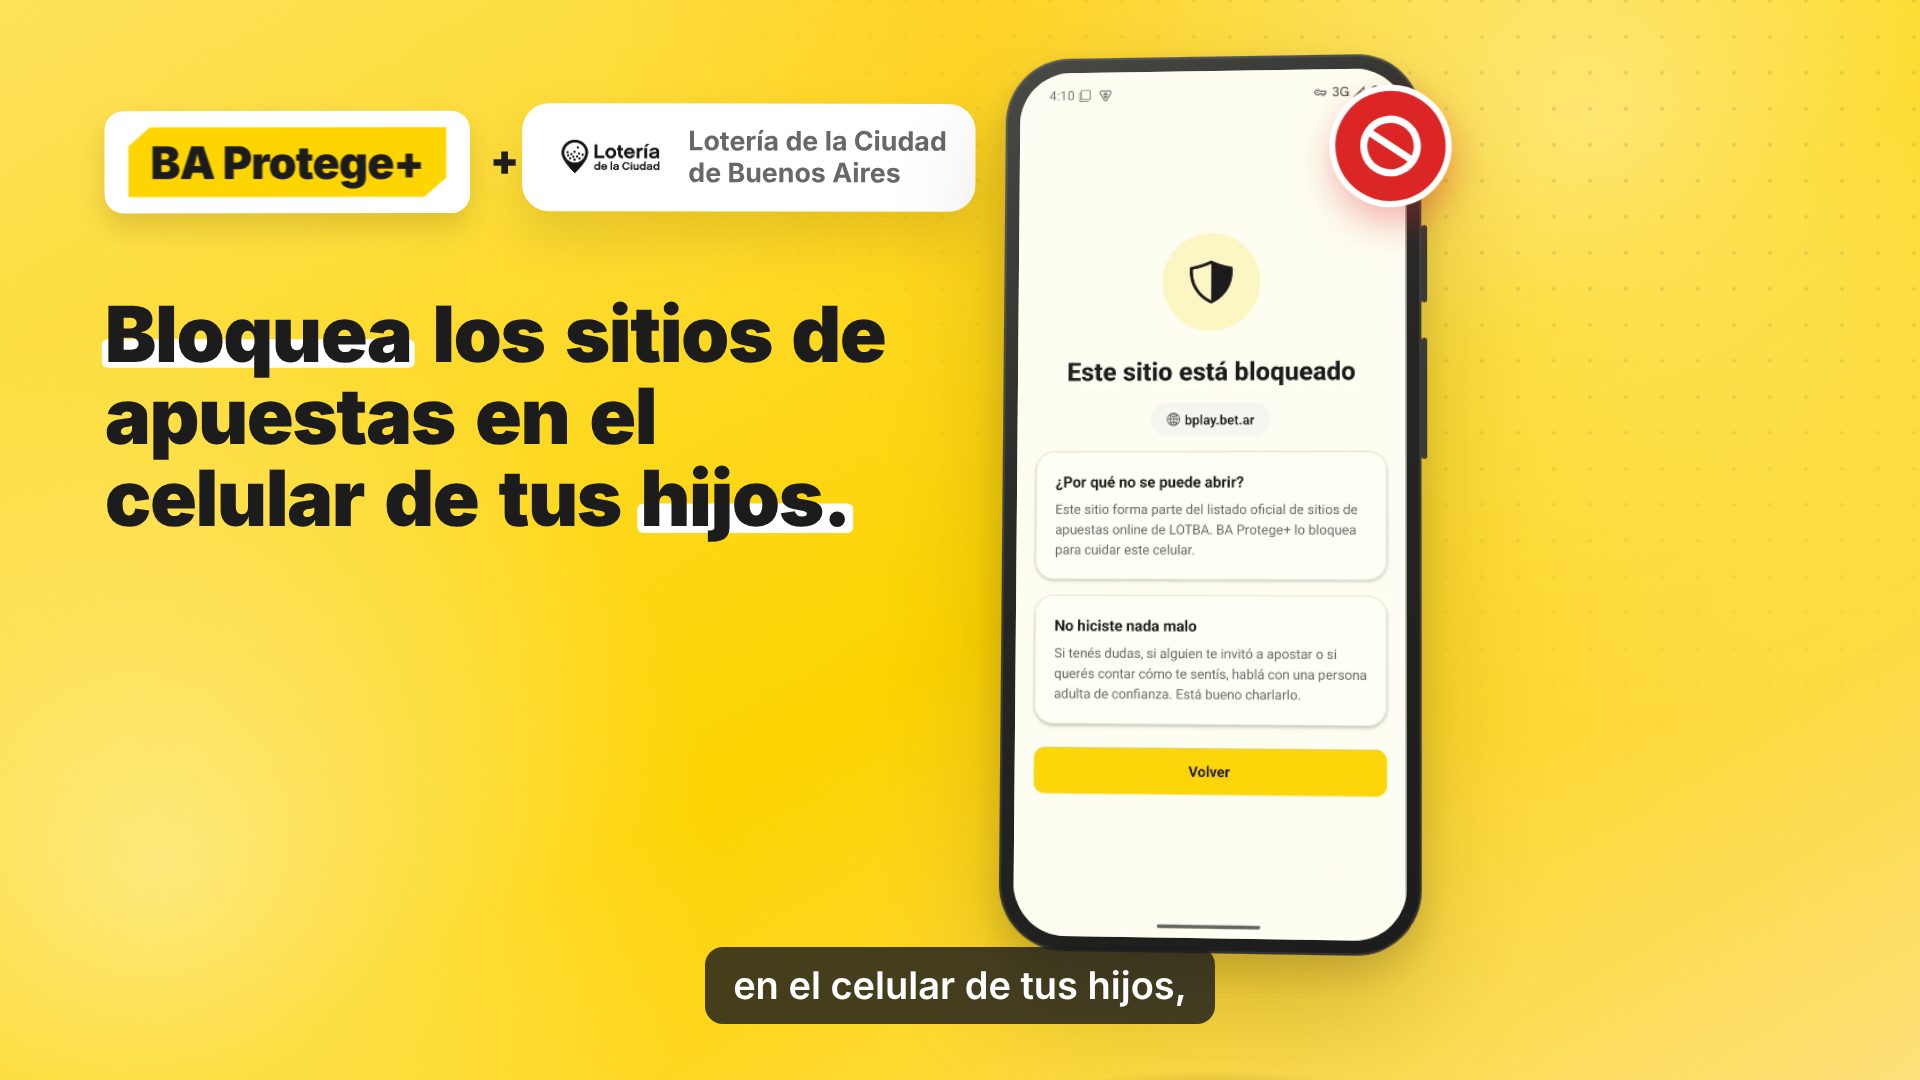 BA Protege+
+
Lotería
de la Ciudad
Lotería de la Ciudad
de Buenos Aires
Bloquea los sitios de
apuestas en el
celular de tus hijos.
4:10
3G
Este sitio está bloqueado
bplay.bet.ar
¿Por qué no se puede abrir?
Este sitio forma parte del listado oficial de sitios de
apuestas online de LOTBA. BA Protege+ lo bloquea
para cuidar este celular.
No hiciste nada malo
Si tenés dudas, si alguien te invitó a apostar o si
querés contar cómo te sentís, hablá con una persona
adulta de confianza. Está bueno charlarlo.
Volver
en el celular de tus hijos,